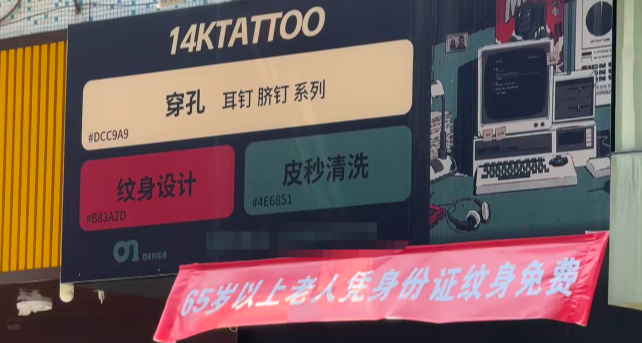 14KTATTOO
穿孔 耳钉 脐钉 系列
#DCC9A9
纹身设计
#B83A2D
皮秒清洗
#4E6851
DESIGN
65岁以上老人凭身份证纹身免费